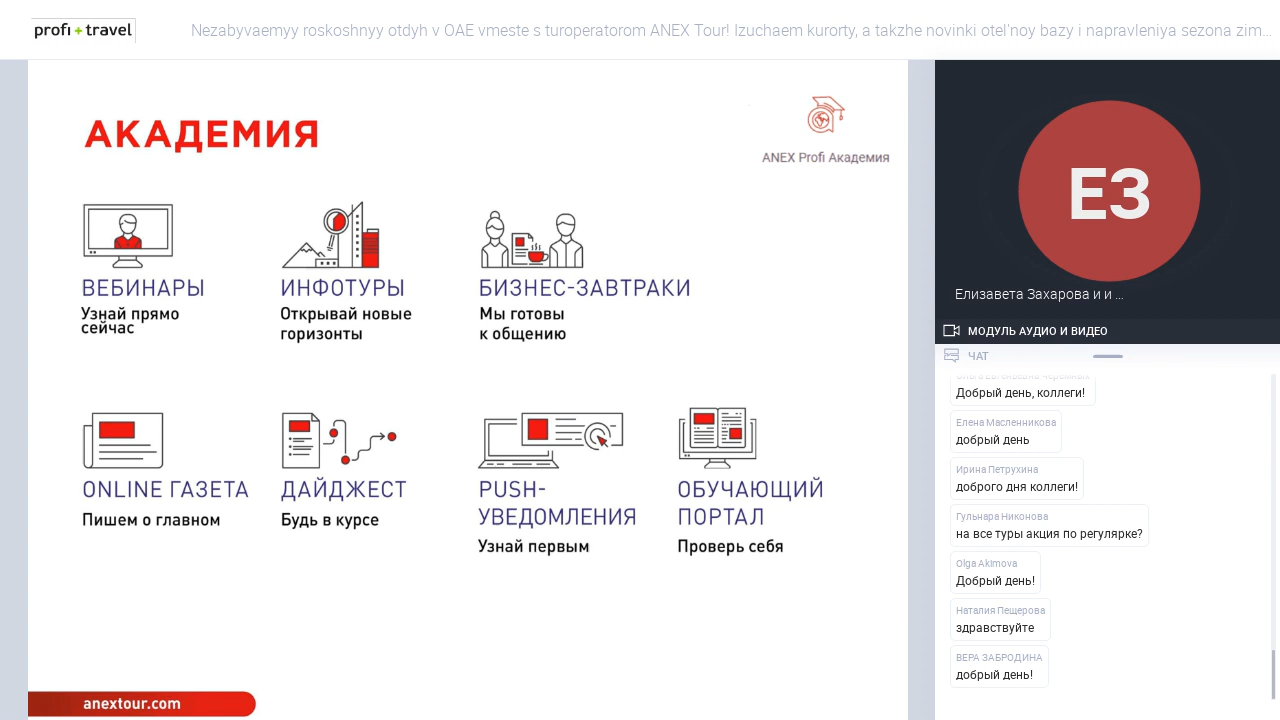 profi + travel
Nezabyvaemyy roskoshnyy otdyh v OAE vmeste s turoperatorom ANEX Tour! Izuchaem kurorty, a takzhe novinki otel'noy bazy i napravleniya sezona zim...
АКАДЕМИЯ
ANEX Profi Академия
ВЕБИНАРЫ
Узнай прямо
сейчас
ИНФОТУРЫ
Открывай новые
горизонты
БИЗНЕС-ЗАВТРАКИ
Мы готовы
к общению
ONLINE ГАЗЕТА
Пишем о главном
ДАЙДЖЕСТ
Будь в курсе
PUSH-
УВЕДОМЛЕНИЯ
Узнай первым
ОБУЧАЮЩИЙ
ПОРТАЛ
Проверь себя
anextour.com
ЕЗ
Елизавета Захарова и и ...
МОДУЛЬ АУДИО И ВИДЕО
ЧАТ
Добрый день, коллеги!
Елена Масленникова
добрый день
Ирина Петрухина
доброго дня коллеги!
Гульнара Никонова
на все туры акция по регулярке?
Olga Akimova
Добрый день!
Наталия Пещерова
здравствуйте
ВЕРА ЗАБРОДИНА
добрый день!